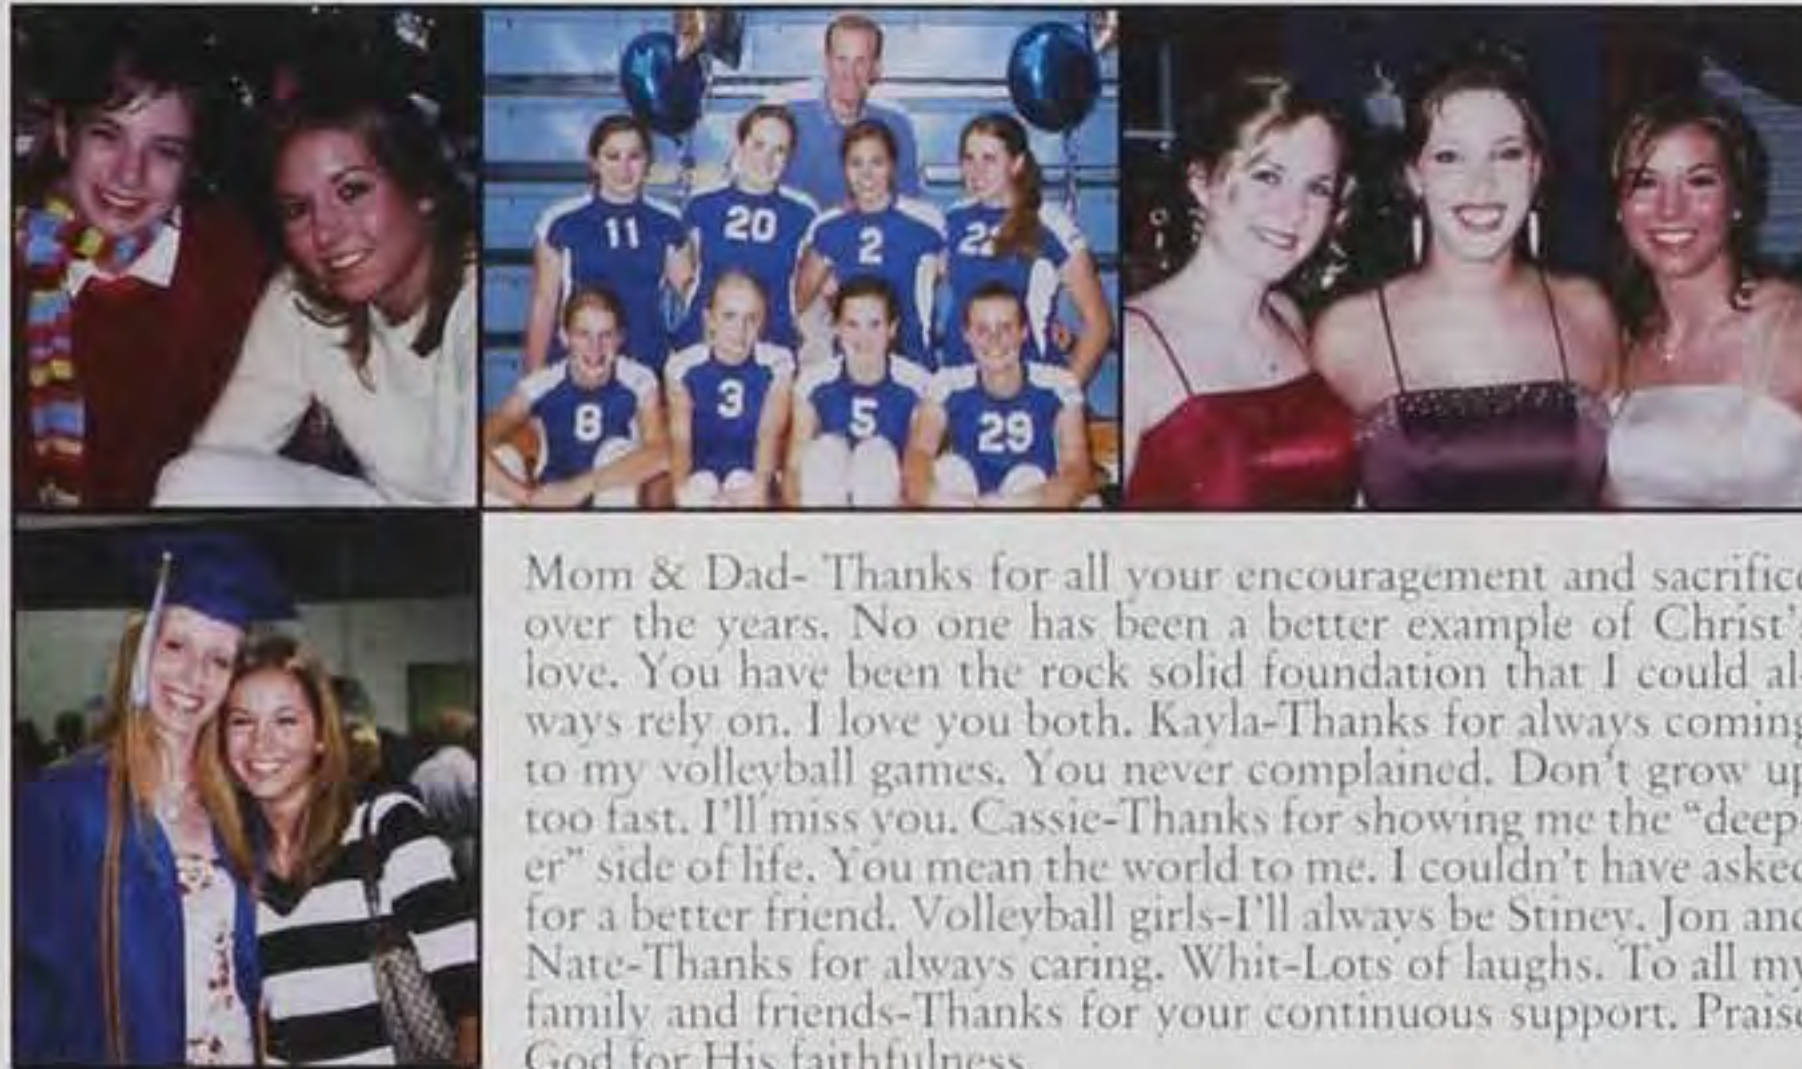 11
20
2
22
8
3
5
29
Mom & Dad- Thanks for all your encouragement and sacrifice
over the years. No one has been a better example of Christ'
love. You have been the rock solid foundation that I could al-
ways rely on. I love you both. Kayla-Thanks for always coming
to my volleyball games. You never complained. Don't grow up
too fast. I'll miss you. Cassie-Thanks for showing me the "deep-
er" side of life. You mean the world to me. I couldn't have asked
for a better friend. Volleyball girls-I'll always be Stiney. Jon and
Nate-Thanks for always caring. Whit-Lots of laughs. To all my
family and friends-Thanks for your continuous support. Praise
God for His faithfulness.